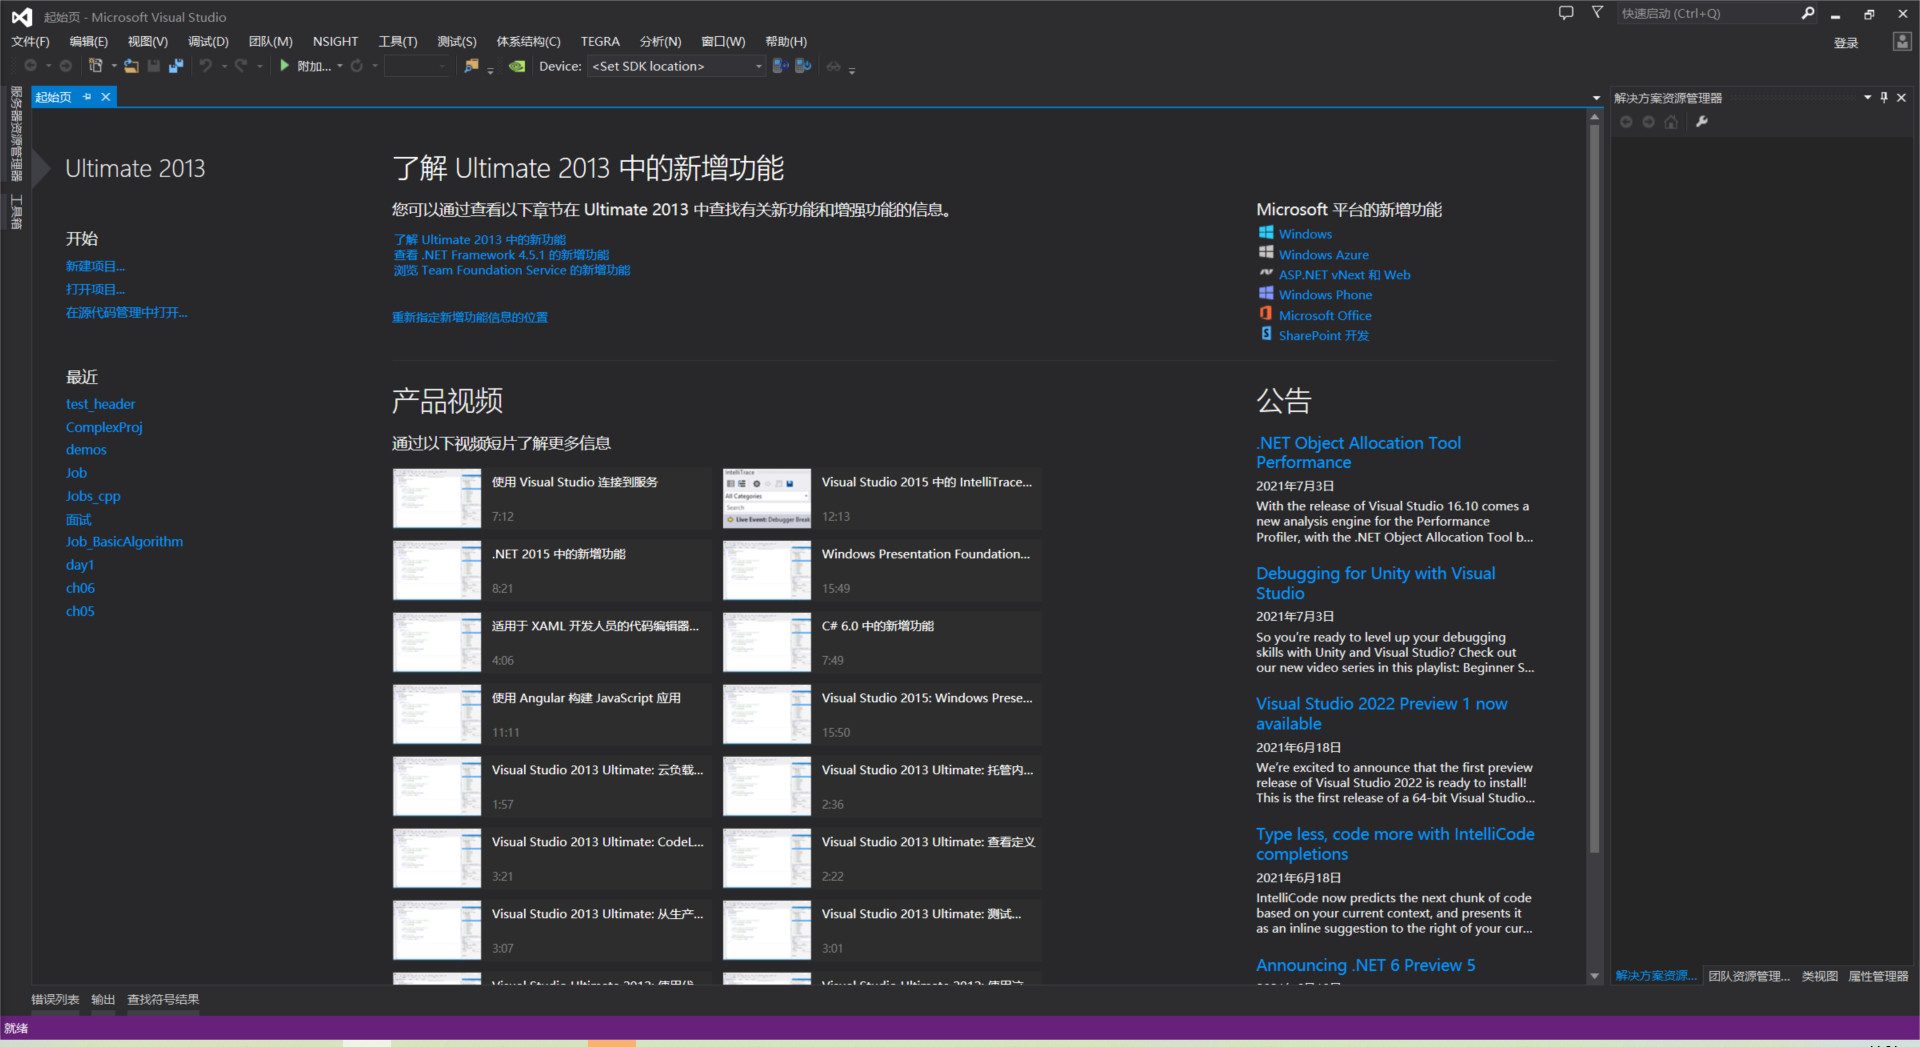 起始页 - Microsoft Visual Studio
快速启动 (Ctrl+Q)
文件(F) 编辑(E) 视图(V) 调试(D) 团队(M) NSIGHT 工具(T) 测试(S) 体系结构(C) TEGRA 分析(N) 窗口(W) 帮助(H)
登录
附加... Device: <Set SDK location>
服务器资源管理器
工具箱
起始页
解决方案资源管理器
Ultimate 2013
开始
新建项目...
打开项目...
在源代码管理中打开...
最近
test_header
ComplexProj
demos
Job
Jobs_cpp
面试
Job_BasicAlgorithm
day1
ch06
ch05
了解 Ultimate 2013 中的新增功能
您可以通过查看以下章节在 Ultimate 2013 中查找有关新功能和增强功能的信息。
了解 Ultimate 2013 中的新功能
查看 .NET Framework 4.5.1 的新增功能
浏览 Team Foundation Service 的新增功能
重新指定新增功能信息的位置
Microsoft 平台的新增功能
Windows
Windows Azure
ASP.NET vNext 和 Web
Windows Phone
Microsoft Office
SharePoint 开发
产品视频
通过以下视频短片了解更多信息
使用 Visual Studio 连接到服务
7:12
IntelliTrace
All Categories
Search
Live Event: Debugger Break
Visual Studio 2015 中的 IntelliTrace...
12:13
.NET 2015 中的新增功能
8:21
Windows Presentation Foundation...
15:49
适用于 XAML 开发人员的代码编辑器...
4:06
C# 6.0 中的新增功能
7:49
使用 Angular 构建 JavaScript 应用
11:11
Visual Studio 2015: Windows Prese...
15:50
Visual Studio 2013 Ultimate: 云负载...
1:57
Visual Studio 2013 Ultimate: 托管内...
2:36
Visual Studio 2013 Ultimate: CodeL...
3:21
Visual Studio 2013 Ultimate: 查看定义
2:22
Visual Studio 2013 Ultimate: 从生产...
3:07
Visual Studio 2013 Ultimate: 测试...
3:01
公告
.NET Object Allocation Tool
Performance
2021年7月3日
With the release of Visual Studio 16.10 comes a
new analysis engine for the Performance
Profiler, with the .NET Object Allocation Tool b...
Debugging for Unity with Visual
Studio
2021年7月3日
So you’re ready to level up your debugging
skills with Unity and Visual Studio? Check out
our new video series in this playlist: Beginner S...
Visual Studio 2022 Preview 1 now
available
2021年6月18日
We’re excited to announce that the first preview
release of Visual Studio 2022 is ready to install!
This is the first release of a 64-bit Visual Studio...
Type less, code more with IntelliCode
completions
2021年6月18日
IntelliCode now predicts the next chunk of code
based on your current context, and presents it
as an inline suggestion to the right of your cur...
Announcing .NET 6 Preview 5
解决方案资源... 团队资源管理... 类视图 属性管理器
错误列表 输出 查找符号结果
就绪